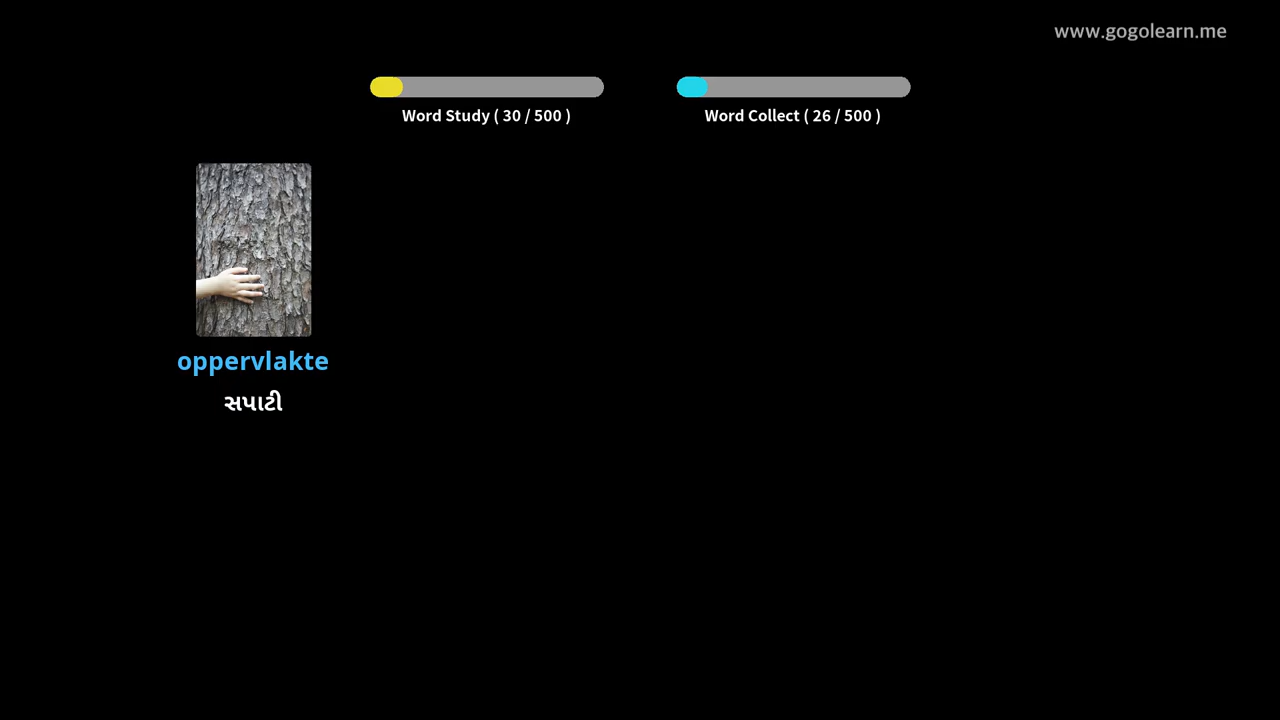 www.gogolearn.me
Word Study ( 30 / 500 )
Word Collect ( 26 / 500 )
oppervlakte
સપાટી